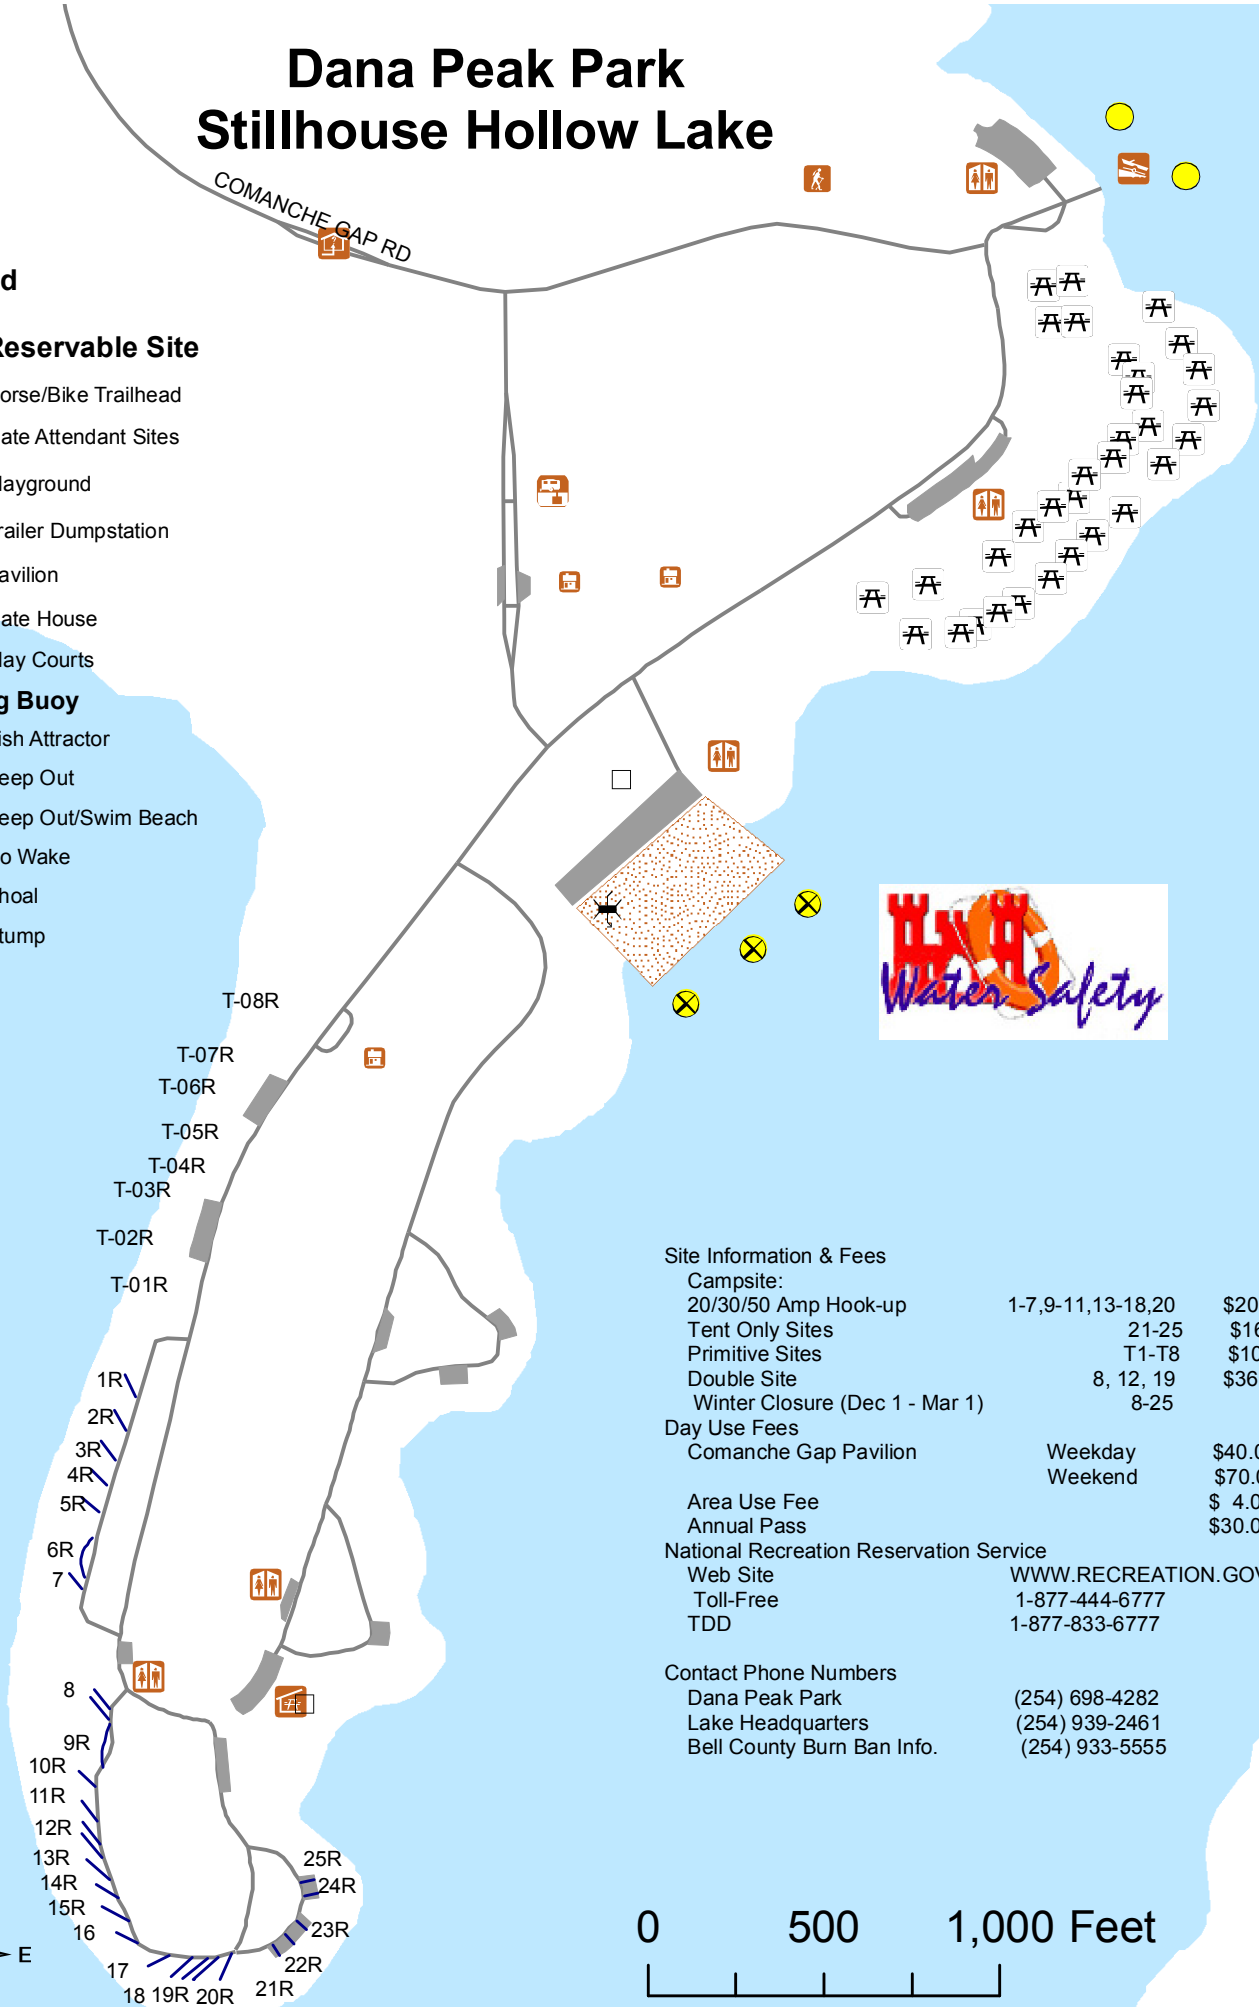 Dana Peak Park
Stillhouse Hollow Lake
COMANCHE GAP RD
d
Reservable Site
orse/Bike Trailhead
ate Attendant Sites
layground
railer Dumpstation
avilion
ate House
lay Courts
g Buoy
ish Attractor
eep Out
eep Out/Swim Beach
o Wake
hoal
tump
Water Safety
T-08R
T-07R
T-06R
T-05R
T-04R
T-03R
T-02R
T-01R
1R
2R
3R
4R
5R
6R
7
8
9R
10R
11R
12R
13R
14R
15R
16
17
18 19R 20R
21R
22R
23R
24R
25R
E
Site Information & Fees
Campsite:
20/30/50 Amp Hook-up 1-7,9-11,13-18,20 $20
Tent Only Sites 21-25 $16
Primitive Sites T1-T8 $10
Double Site 8, 12, 19 $36
Winter Closure (Dec 1 - Mar 1) 8-25
Day Use Fees
Comanche Gap Pavilion Weekday $40.0
Weekend $70.0
Area Use Fee $ 4.0
Annual Pass $30.0
National Recreation Reservation Service
Web Site WWW.RECREATION.GOV
Toll-Free 1-877-444-6777
TDD 1-877-833-6777
Contact Phone Numbers
Dana Peak Park (254) 698-4282
Lake Headquarters (254) 939-2461
Bell County Burn Ban Info. (254) 933-5555
0 500 1,000 Feet